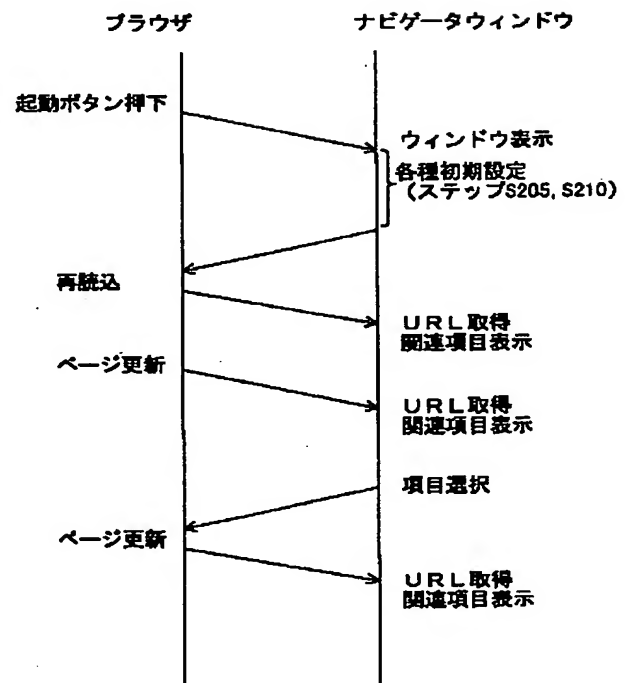 ブラウザ
ナビゲータウィンドウ
起動ボタン押下
ウィンドウ表示
各種初期設定
（ステップS205, S210）
再読込
ＵＲＬ取得
関連項目表示
ページ更新
ＵＲＬ取得
関連項目表示
項目選択
ページ更新
ＵＲＬ取得
関連項目表示